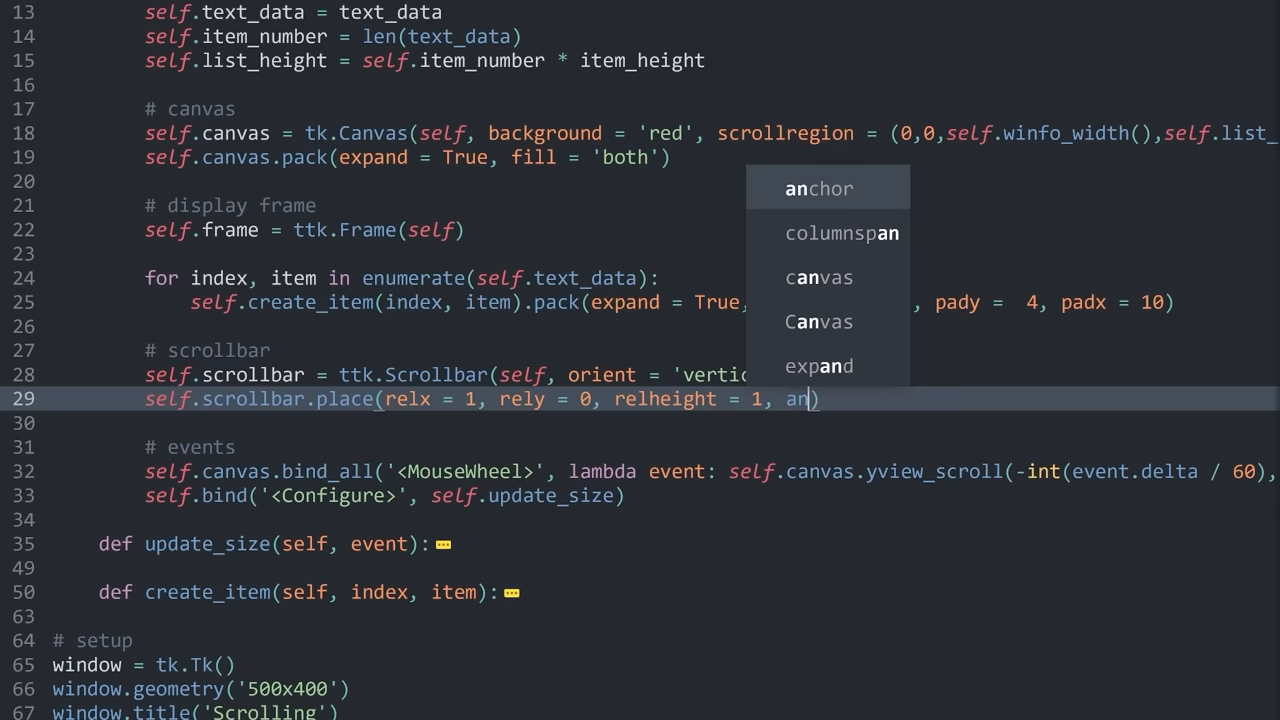 13 self.text_data = text_data
14 self.item_number = len(text_data)
15 self.list_height = self.item_number * item_height
16
17 # canvas
18 self.canvas = tk.Canvas(self, background = 'red', scrollregion = (0,0,self.winfo_width(),self.list_
19 self.canvas.pack(expand = True, fill = 'both')
20
21 # display frame
22 self.frame = ttk.Frame(self)
23
24 for index, item in enumerate(self.text_data):
25 self.create_item(index, item).pack(expand = True, , pady =  4, padx = 10)
26
27 # scrollbar
28 self.scrollbar = ttk.Scrollbar(self, orient = 'vertic
29 self.scrollbar.place(relx = 1, rely = 0, relheight = 1, an)
anchor
columnspan
canvas
Canvas
expand
30
31 # events
32 self.canvas.bind_all('<MouseWheel>', lambda event: self.canvas.yview_scroll(-int(event.delta / 60),
33 self.bind('<Configure>', self.update_size)
34
35 def update_size(self, event):
49
50 def create_item(self, index, item):
63
64 # setup
65 window = tk.Tk()
66 window.geometry('500x400')
67 window.title('Scrolling')